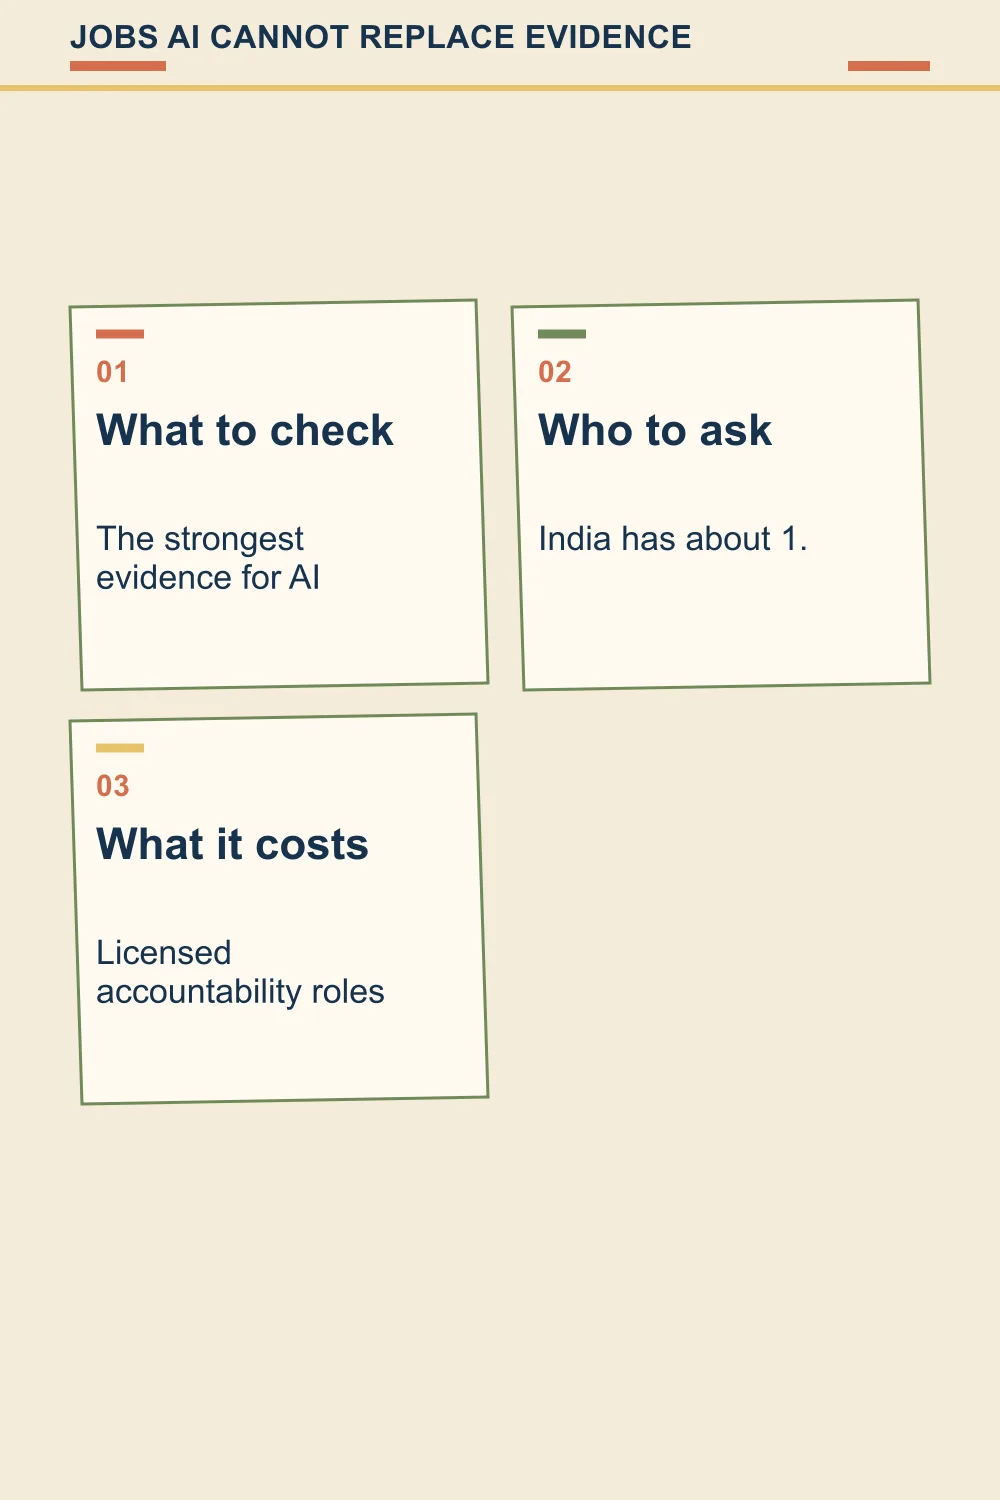 JOBS AI CANNOT REPLACE EVIDENCE
01
What to check
The strongest
evidence for AI
02
Who to ask
India has about 1.
03
What it costs
Licensed
accountability roles